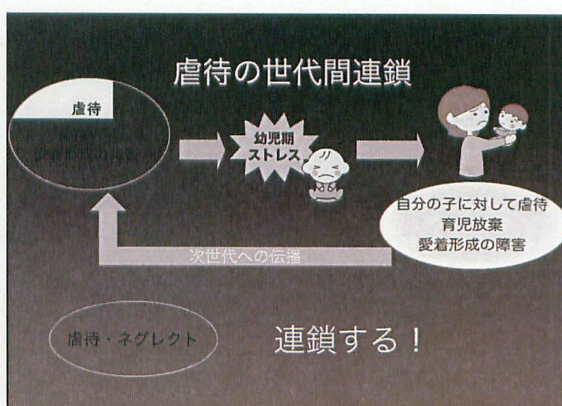 虐待の世代間連鎖
虐待
幼児期
ストレス
自分の子に対して虐待
育児放棄
愛着形成の障害
次世代への伝播
虐待・ネグレクト
連鎖する！